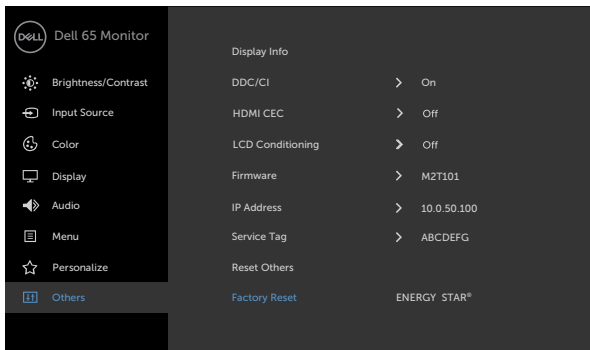 DELL Dell 65 Monitor
Display Info
Brightness/Contrast DDC/CI > On
Input Source HDMI CEC > Off
Color LCD Conditioning > Off
Display Firmware > M2T101
Audio IP Address > 10.0.50.100
Menu Service Tag > ABCDEFG
Personalize Reset Others
Others Factory Reset ENERGY STAR®